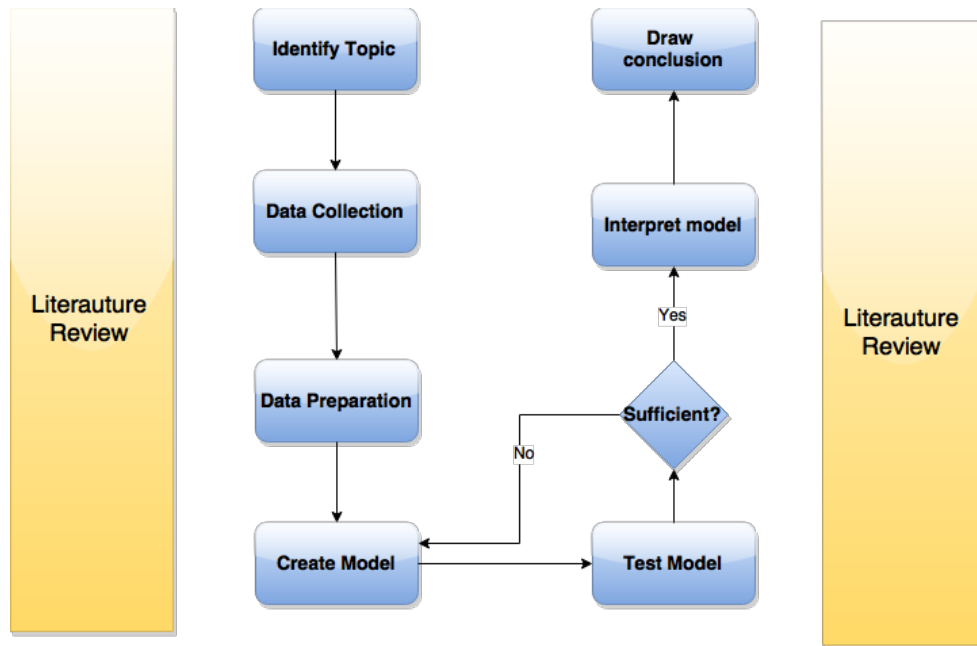 Literauture
Review
Identify Topic
Data Collection
Data Preparation
Create Model
Test Model
Sufficient?
No
Yes
Interpret model
Draw
conclusion
Literauture
Review